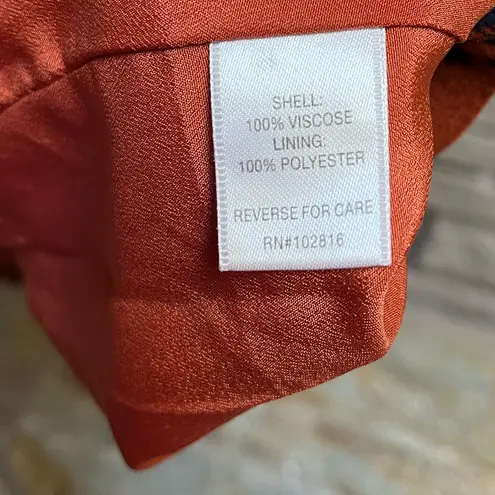 SHELL:
100% VISCOSE
LINING:
100% POLYESTER
REVERSE FOR CARE
RN#102816